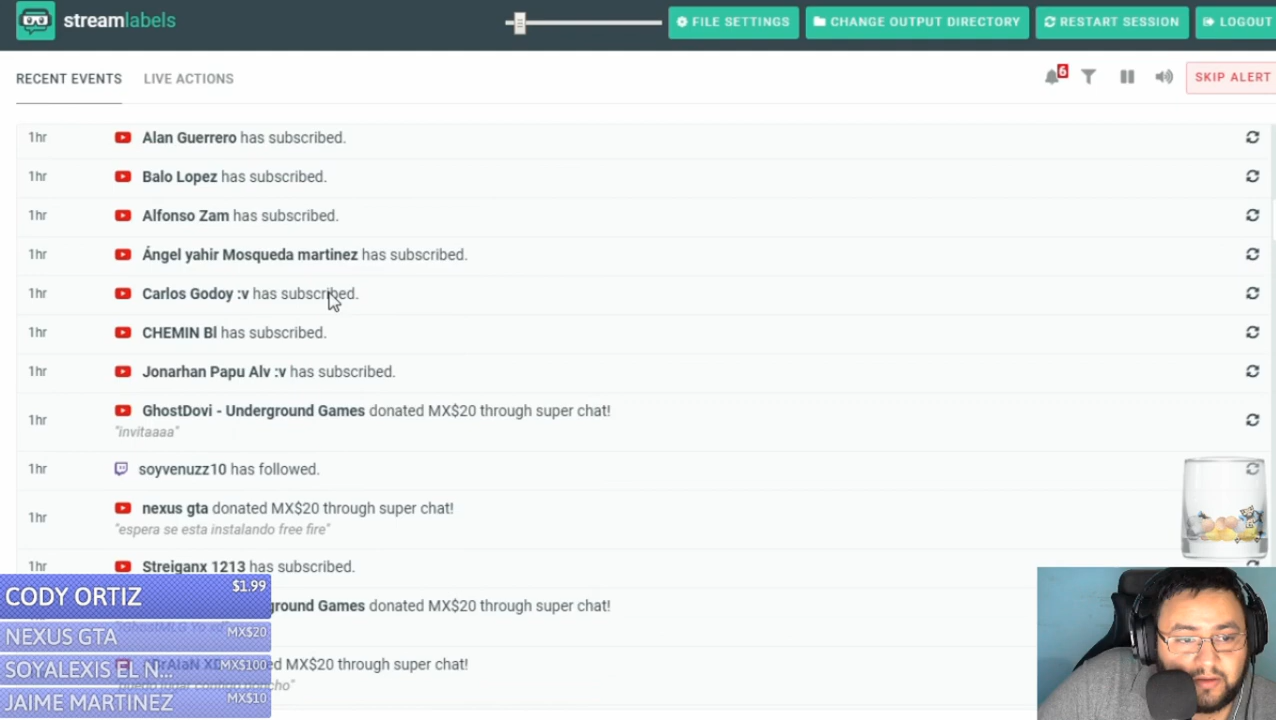 streamlabels
FILE SETTINGS
CHANGE OUTPUT DIRECTORY
RESTART SESSION
LOGOUT
RECENT EVENTS
LIVE ACTIONS
6
SKIP ALERT
1hr Alan Guerrero has subscribed.
1hr Balo Lopez has subscribed.
1hr Alfonso Zam has subscribed.
1hr Ángel yahir Mosqueda martinez has subscribed.
1hr Carlos Godoy :v has subscribed.
1hr CHEMIN Bl has subscribed.
1hr Jonarhan Papu Alv :v has subscribed.
1hr GhostDovi - Underground Games donated MX$20 through super chat!
"invitaaaa"
1hr soyvenuzz10 has followed.
1hr nexus gta donated MX$20 through super chat!
"espera se esta instalando free fire"
1hr Streiganx 1213 has subscribed.
Games donated MX$20 through super chat!
MX$20 through super chat!
CODY ORTIZ $1.99
NEXUS GTA MX$20
SOYALEXIS EL N... MX$100
JAIME MARTINEZ MX$10